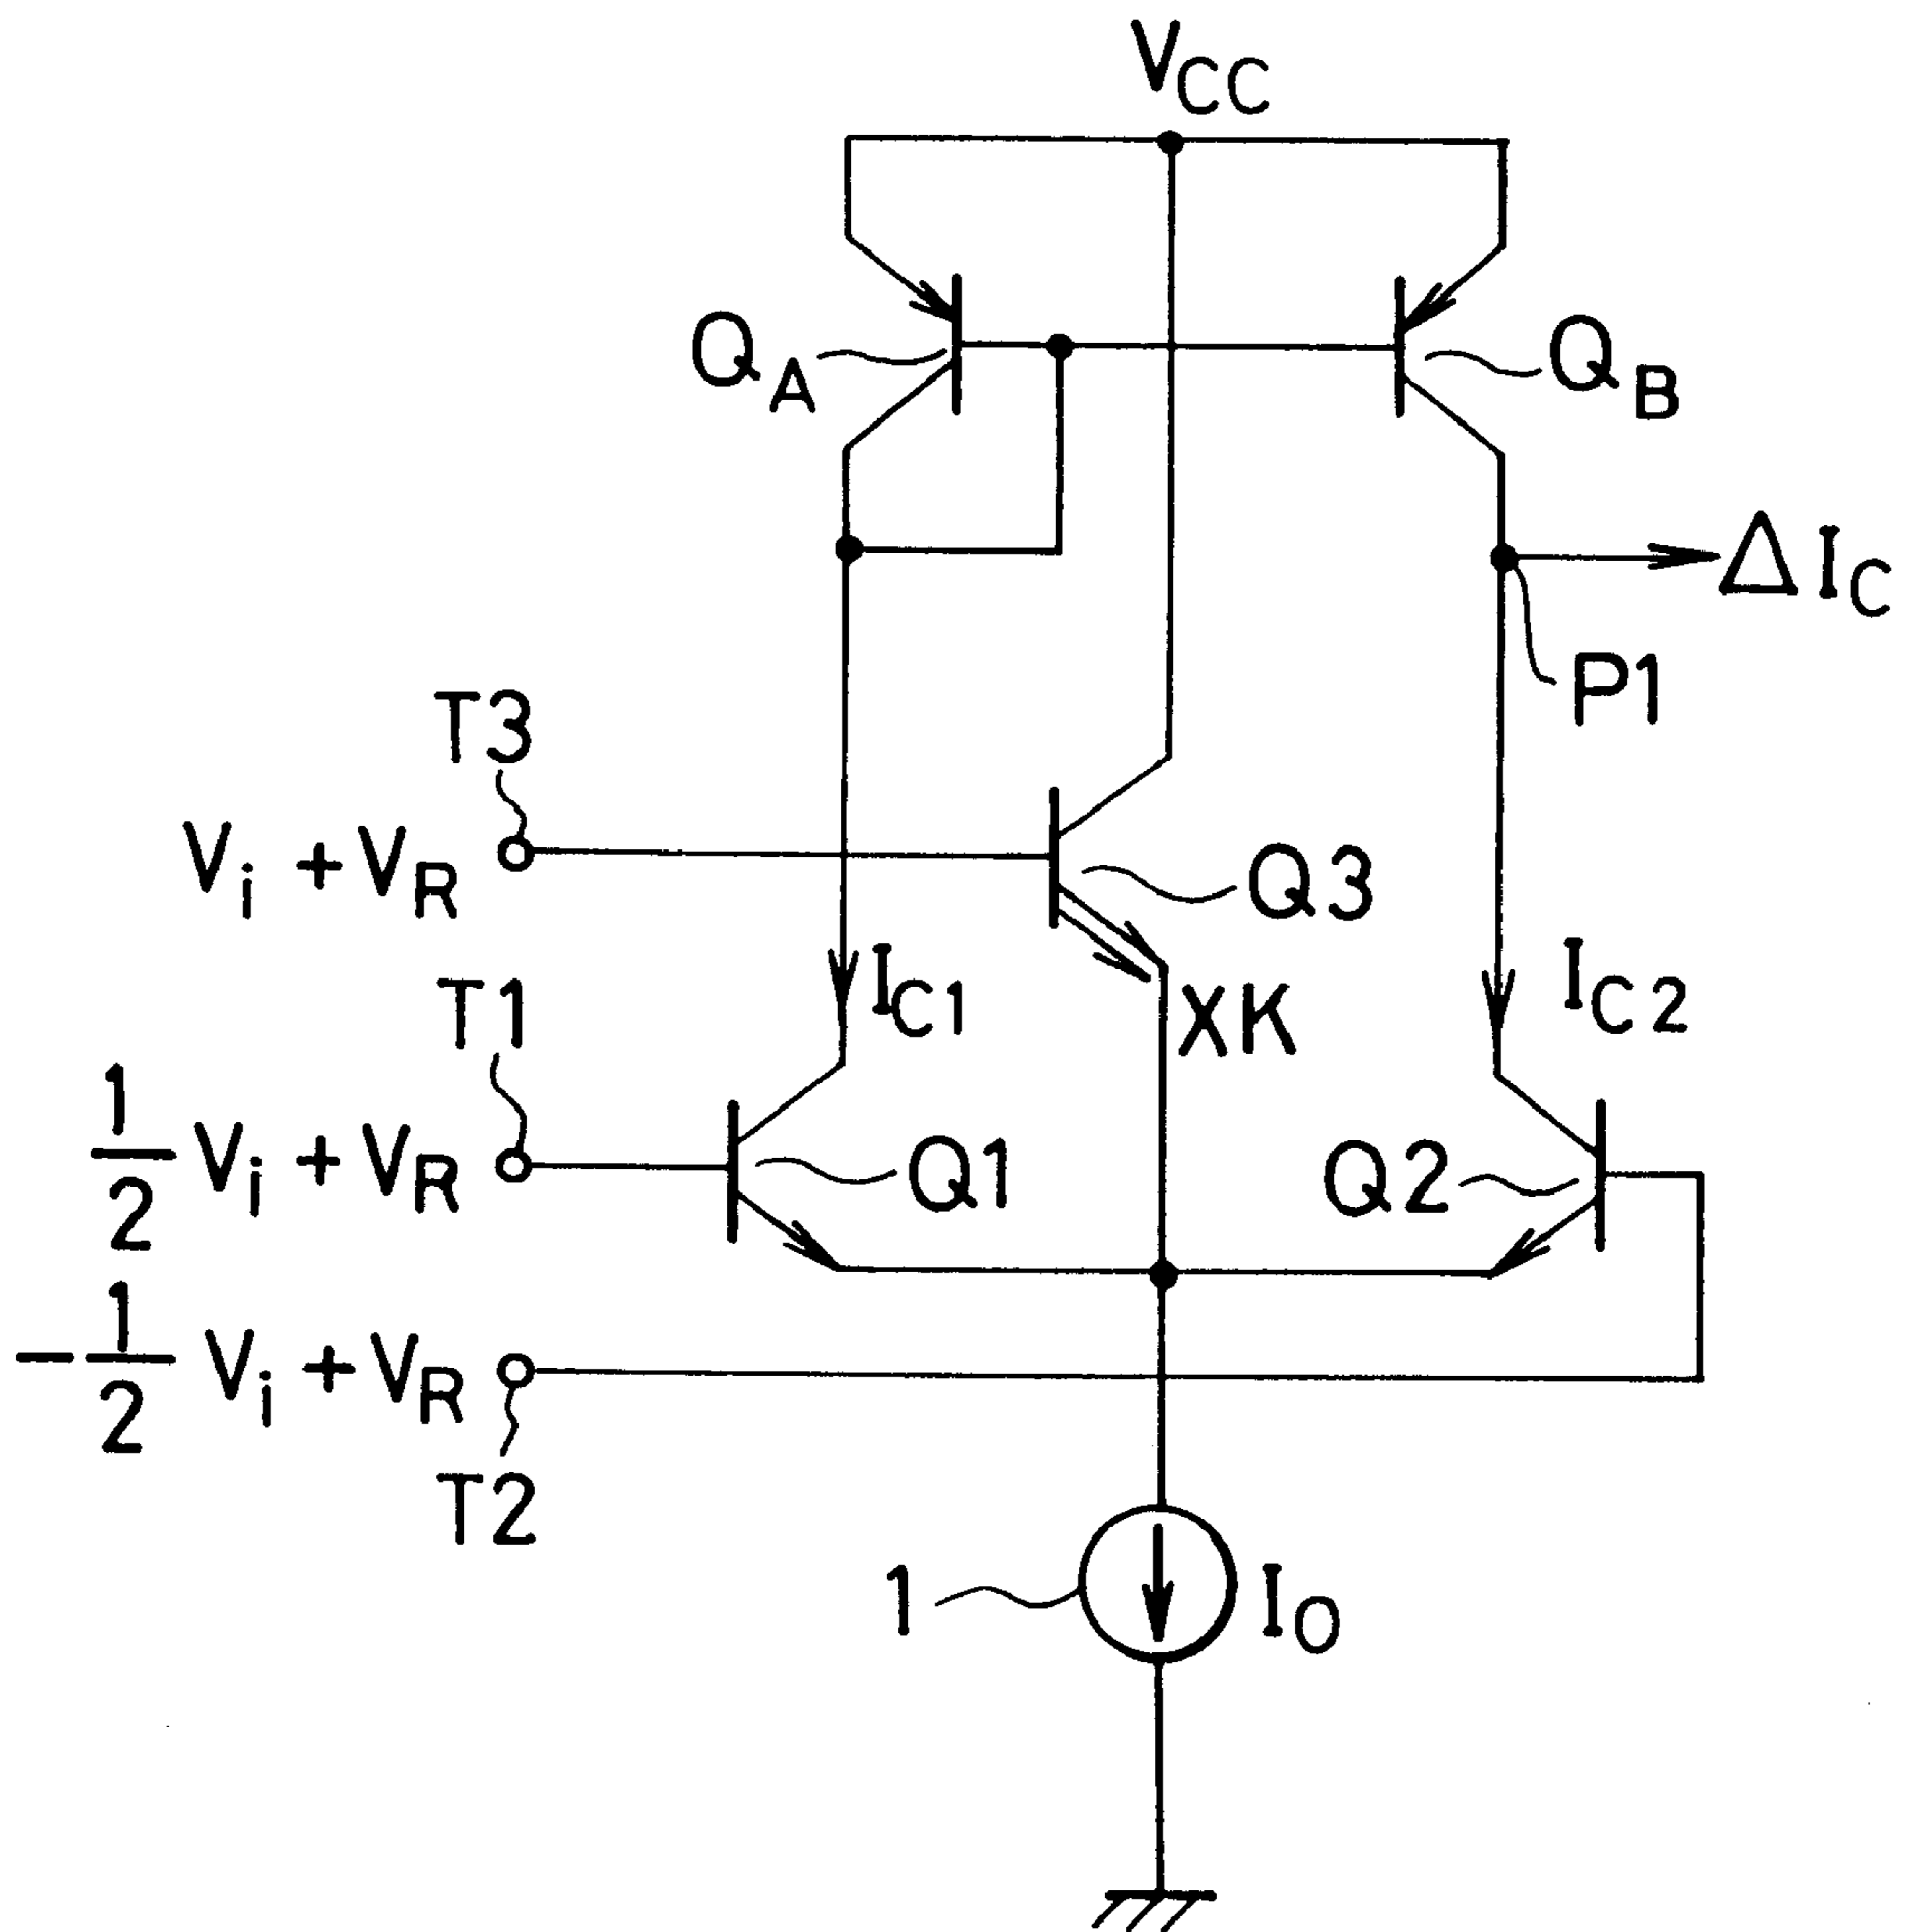 VCC
QA
QB
ΔIC
P1
T3
Vi + VR
Q3
IC1
XK
IC2
T1
1/2 Vi + VR
Q1
Q2
-1/2 Vi + VR
T2
1
IO